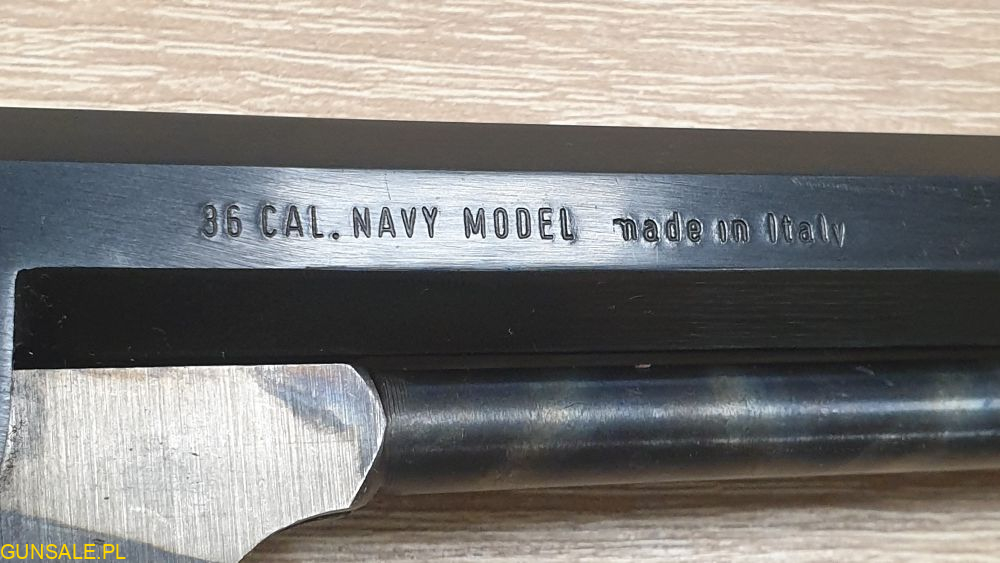 36 CAL. NAVY MODEL made in Italy
GUNSALE.PL